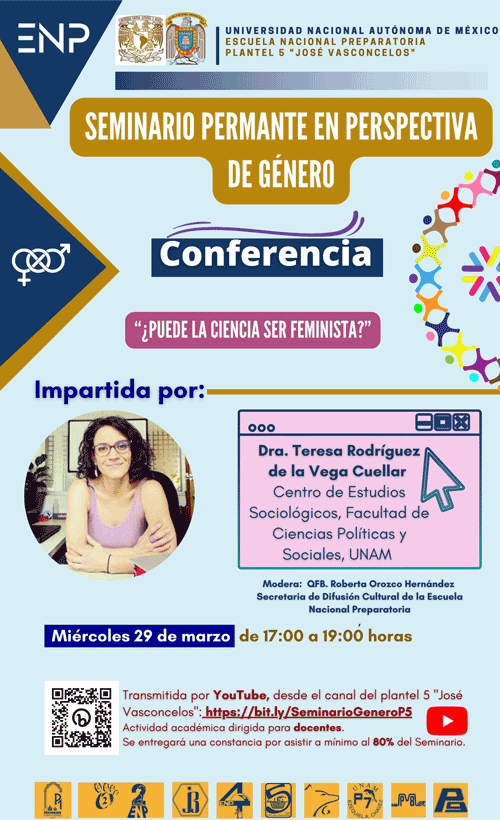 ENP
UNIVERSIDAD NACIONAL AUTÓNOMA DE MÉXICO
ESCUELA NACIONAL PREPARATORIA
PLANTEL 5 "JOSÉ VASCONCELOS"
SEMINARIO PERMANTE EN PERSPECTIVA
DE GÉNERO
Conferencia
“¿PUEDE LA CIENCIA SER FEMINISTA?”
Impartida por:
Dra. Teresa Rodríguez
de la Vega Cuellar
Centro de Estudios
Sociológicos, Facultad de
Ciencias Políticas y
Sociales, UNAM
Modera: QFB. Roberta Orozco Hernández
Secretaria de Difusión Cultural de la Escuela
Nacional Preparatoria
Miércoles 29 de marzo de 17:00 a 19:00 horas
Transmitida por YouTube, desde el canal del plantel 5 "José
Vasconcelos": https://bit.ly/SeminarioGeneroP5
Actividad académica dirigida para docentes.
Se entregará una constancia por asistir a mínimo al 80% del Seminario.